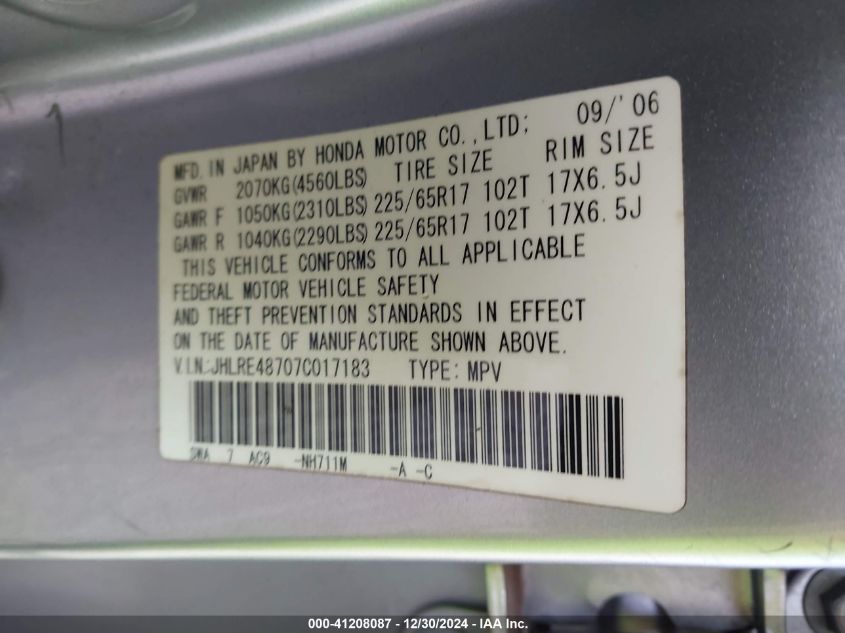 MFD. IN JAPAN BY HONDA MOTOR CO., LTD; 09/'06
GVWR 2070KG(4560LBS) TIRE SIZE RIM SIZE
GAWR F 1050KG(2310LBS) 225/65R17 102T 17X6.5J
GAWR R 1040KG(2290LBS) 225/65R17 102T 17X6.5J
THIS VEHICLE CONFORMS TO ALL APPLICABLE
FEDERAL MOTOR VEHICLE SAFETY
AND THEFT PREVENTION STANDARDS IN EFFECT
ON THE DATE OF MANUFACTURE SHOWN ABOVE.
V.I.N.:JHLRE48707C017183 TYPE: MPV
SWA 7 AC9 -NH711M -A -C
000-41208087 - 12/30/2024 - IAA Inc.